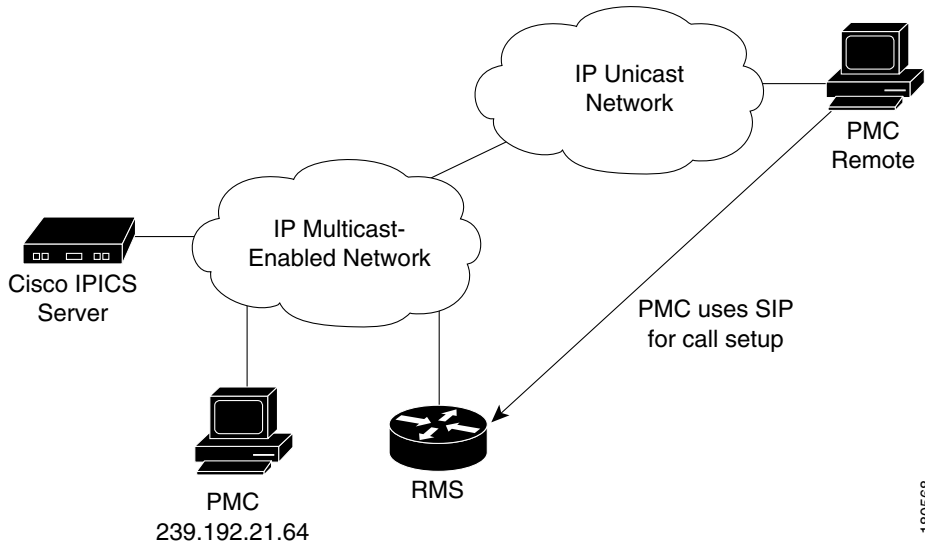 IP Unicast
Network
PMC
Remote
IP Multicast-
Enabled Network
Cisco IPICS
Server
PMC uses SIP
for call setup
RMS
PMC
239.192.21.64
180568